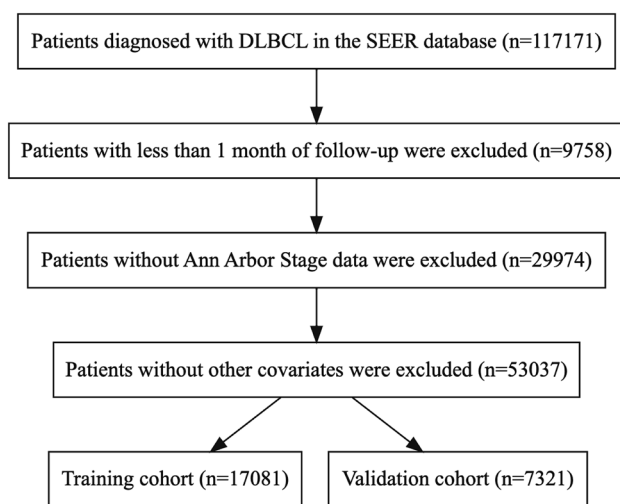 Patients diagnosed with DLBCL in the SEER database (n=117171)
Patients with less than 1 month of follow-up were excluded (n=9758)
Patients without Ann Arbor Stage data were excluded (n=29974)
Patients without other covariates were excluded (n=53037)
Training cohort (n=17081)
Validation cohort (n=7321)